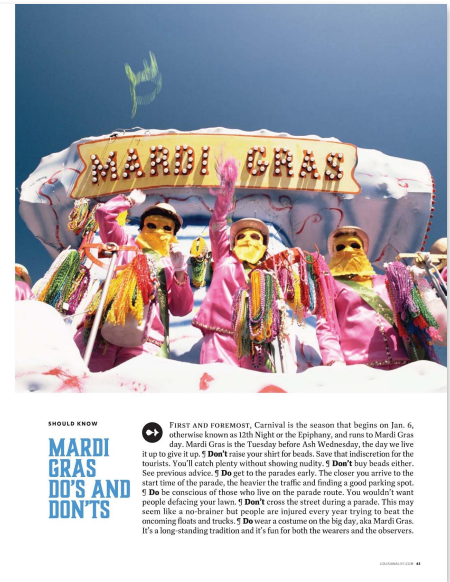 MARDI GRAS
SHOULD KNOW
MARDI
GRAS
DO'S AND
DON'TS
FIRST AND FOREMOST, Carnival is the season that begins on Jan. 6,
otherwise known as 12th Night or the Epiphany, and runs to Mardi Gras
day. Mardi Gras is the Tuesday before Ash Wednesday, the day we live
it up to give it up. ¶ Don't raise your shirt for beads. Save that indiscretion for the
tourists. You'll catch plenty without showing nudity. ¶ Don't buy beads either.
See previous advice. ¶ Do get to the parades early. The closer you arrive to the
start time of the parade, the heavier the traffic and finding a good parking spot.
¶ Do be conscious of those who live on the parade route. You wouldn't want
people defacing your lawn. ¶ Don't cross the street during a parade. This may
seem like a no-brainer but people are injured every year trying to beat the
oncoming floats and trucks. ¶ Do wear a costume on the big day, aka Mardi Gras.
It's a long-standing tradition and it's fun for both the wearers and the observers.